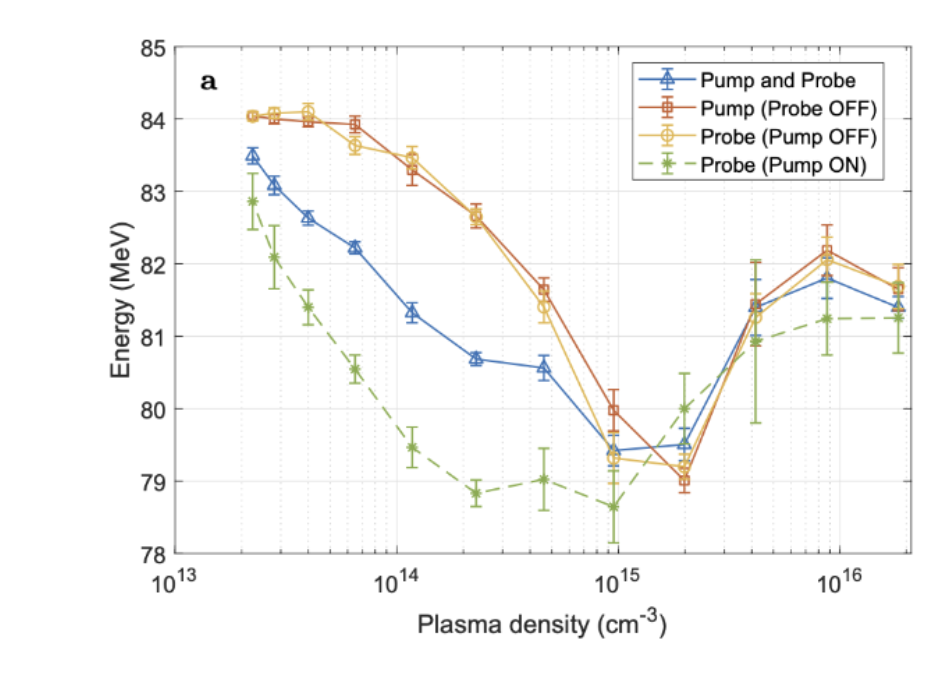 a
Pump and Probe
Pump (Probe OFF)
Probe (Pump OFF)
Probe (Pump ON)
Energy (MeV)
85
84
83
82
81
80
79
78
10^13
10^14
10^15
10^16
Plasma density (cm^-3)